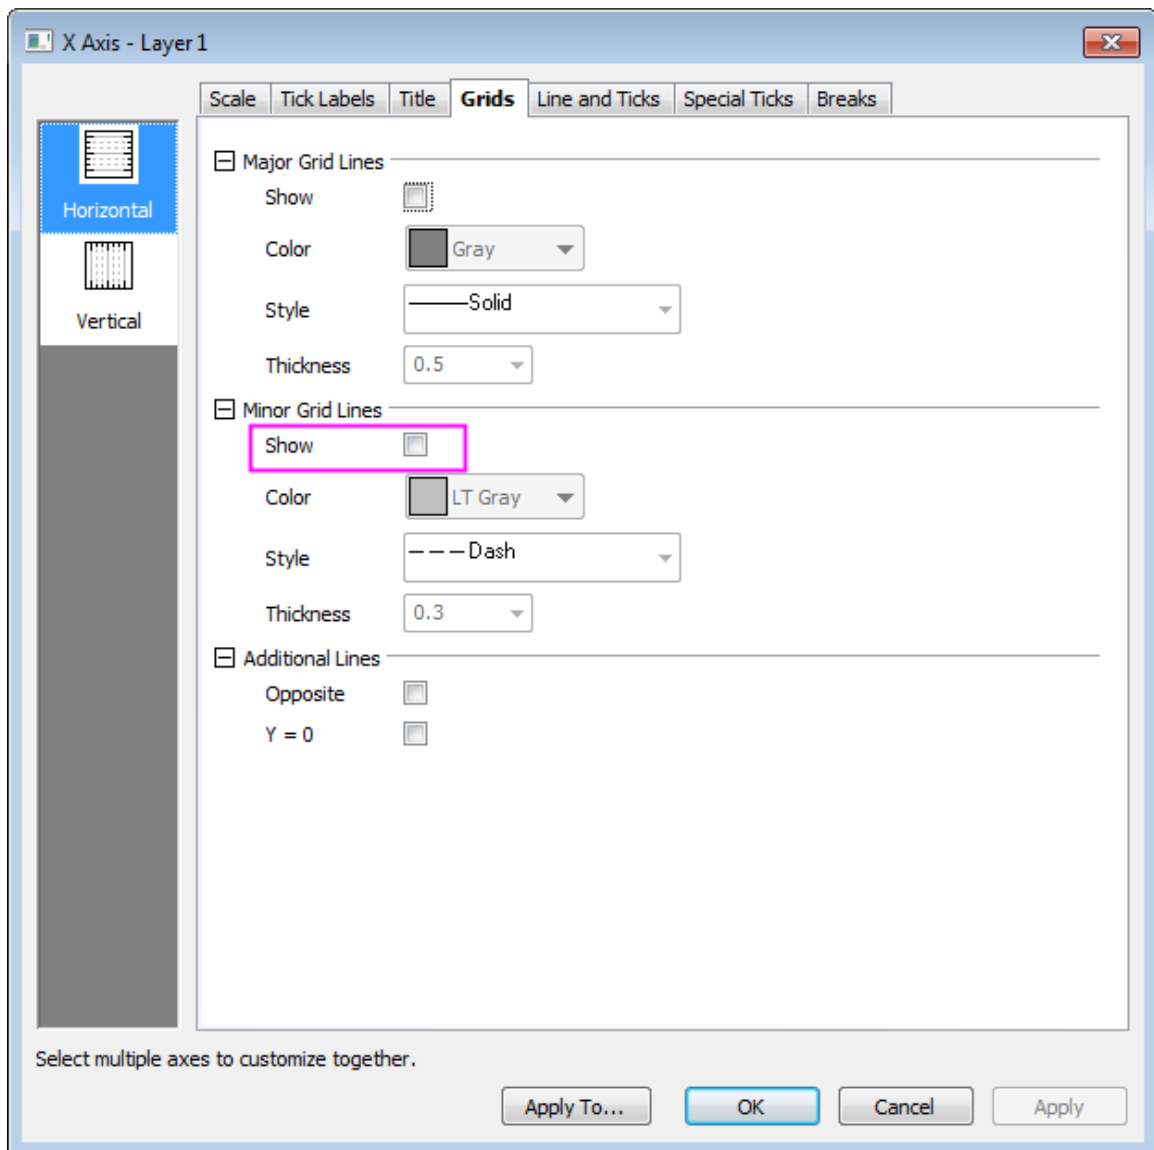 X Axis - Layer 1
Scale Tick Labels Title Grids Line and Ticks Special Ticks Breaks
Horizontal
Vertical
Major Grid Lines
Show
Color Gray
Style Solid
Thickness 0.5
Minor Grid Lines
Show
Color LT Gray
Style Dash
Thickness 0.3
Additional Lines
Opposite
Y = 0
Select multiple axes to customize together.
Apply To... OK Cancel Apply